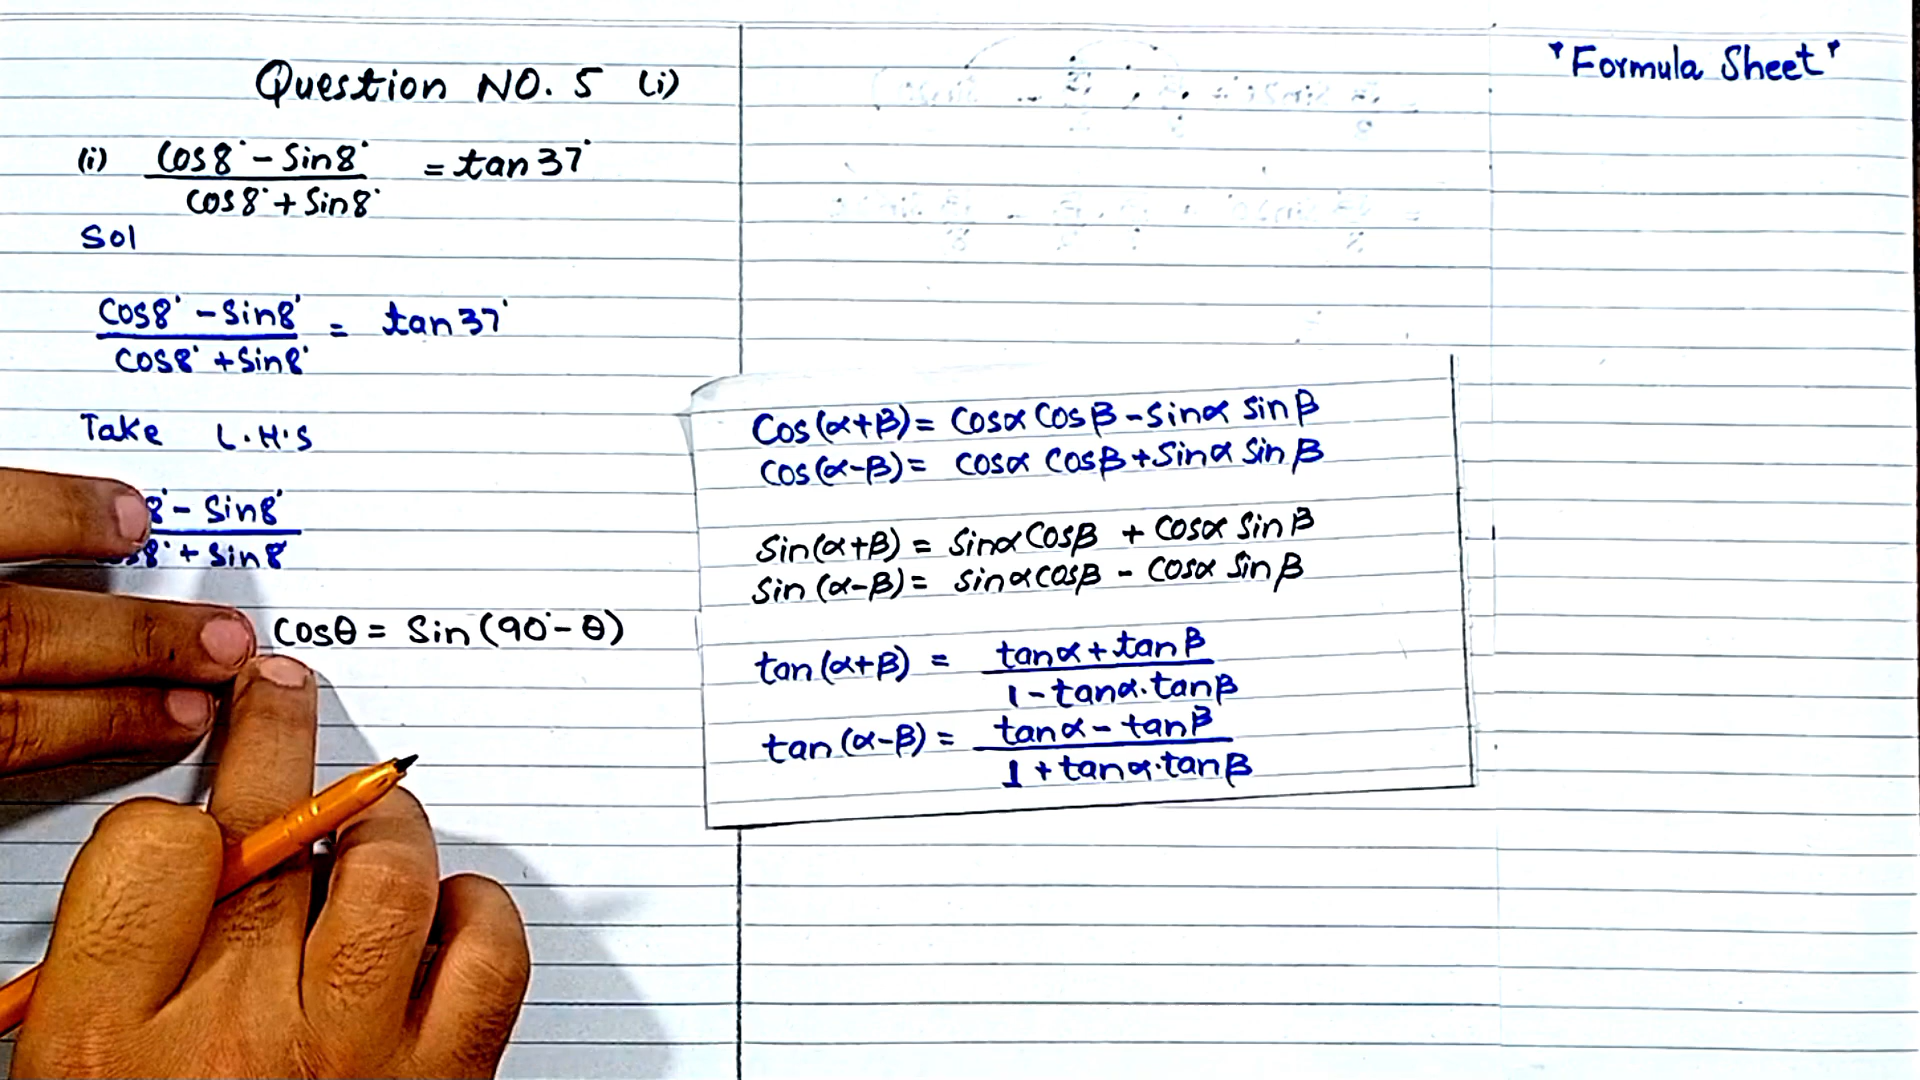 Question NO. 5 (i)
(i) Cos8° - Sin8° = tan37°
Cos8° + Sin8°
Sol
Cos8° - Sin8° = tan37°
Cos8° + Sin8°
Take L.H.S
8° - Sin8°
8° + Sin8°
Cosθ = Sin(90° - θ)
Cos(α+β) = Cosα Cosβ - Sinα Sinβ
Cos(α-β) = Cosα Cosβ + Sinα Sinβ
Sin(α+β) = Sinα Cosβ + Cosα Sinβ
Sin(α-β) = Sinα Cosβ - Cosα Sinβ
tan(α+β) = tanα + tanβ
1 - tanα.tanβ
tan(α-β) = tanα - tanβ
1 + tanα.tanβ
"Formula Sheet"